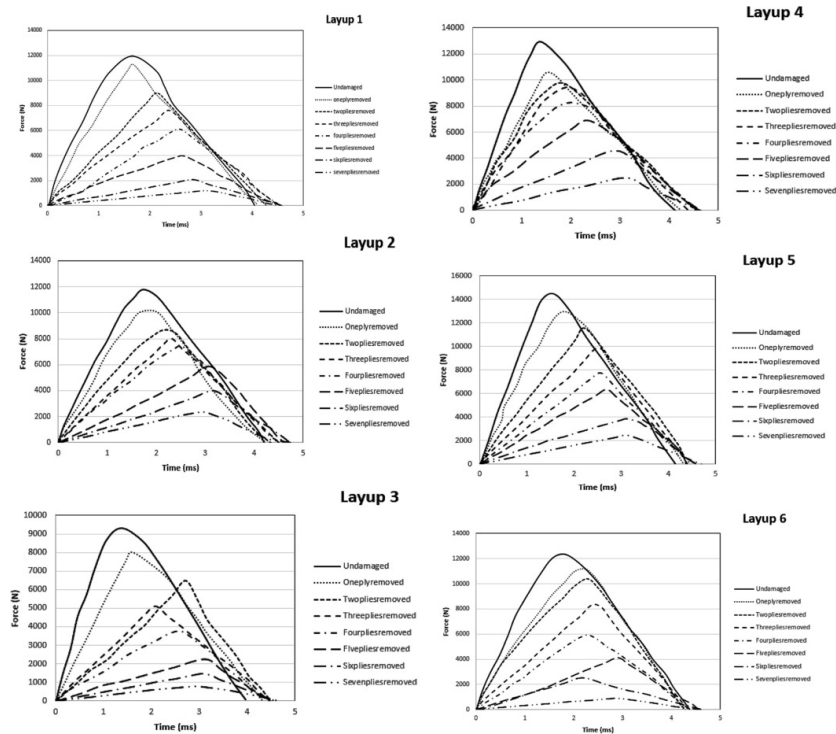 Layup 1
Force (N)
14000
12000
10000
8000
6000
4000
2000
0
0 1 2 3 4 5
Time (ms)
Undamaged
oneplyremoved
twopliesremoved
threepliesremoved
fourpliesremoved
fivepliesremoved
sixpliesremoved
sevenpliesremoved
Layup 4
Force (N)
14000
12000
10000
8000
6000
4000
2000
0
0 1 2 3 4 5
Time (ms)
Undamaged
Oneplyremoved
Twopliesremoved
Threepliesremoved
Fourpliesremoved
Fivepliesremoved
Sixpliesremoved
Sevenpliesremoved
Layup 2
Force (N)
14000
12000
10000
8000
6000
4000
2000
0
0 1 2 3 4 5
Time (ms)
Undamaged
Oneplyremoved
Twopliesremoved
Threepliesremoved
Fourpliesremoved
Fivepliesremoved
Sixpliesremoved
Sevenpliesremoved
Layup 5
Force (N)
16000
14000
12000
10000
8000
6000
4000
2000
0
0 1 2 3 4 5
Time (ms)
Undamaged
Oneplyremoved
Twopliesremoved
Threepliesremoved
Fourpliesremoved
Fivepliesremoved
Sixpliesremoved
Sevenpliesremoved
Layup 3
Force (N)
10000
9000
8000
7000
6000
5000
4000
3000
2000
1000
0
0 1 2 3 4 5
Time (ms)
Undamaged
Oneplyremoved
Twopliesremoved
Threepliesremoved
Fourpliesremoved
Fivepliesremoved
Sixpliesremoved
Sevenpliesremoved
Layup 6
Force (N)
14000
12000
10000
8000
6000
4000
2000
0
0 1 2 3 4 5
Time (ms)
Undamaged
Oneplyremoved
Twopliesremoved
Threepliesremoved
Fourpliesremoved
Fivepliesremoved
Sixpliesremoved
Sevenpliesremoved